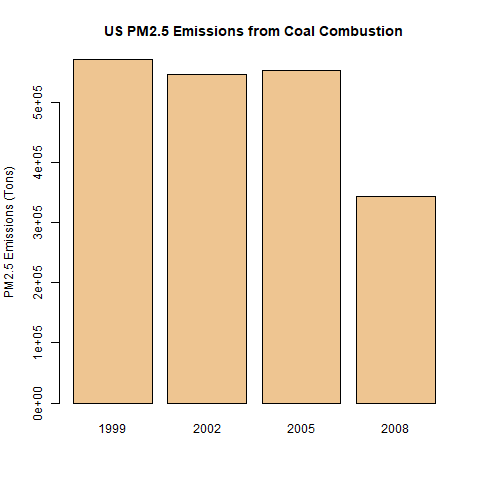 US PM2.5 Emissions from Coal Combustion
PM2.5 Emissions (Tons)
5e+05
4e+05
3e+05
2e+05
1e+05
0e+00
1999 2002 2005 2008